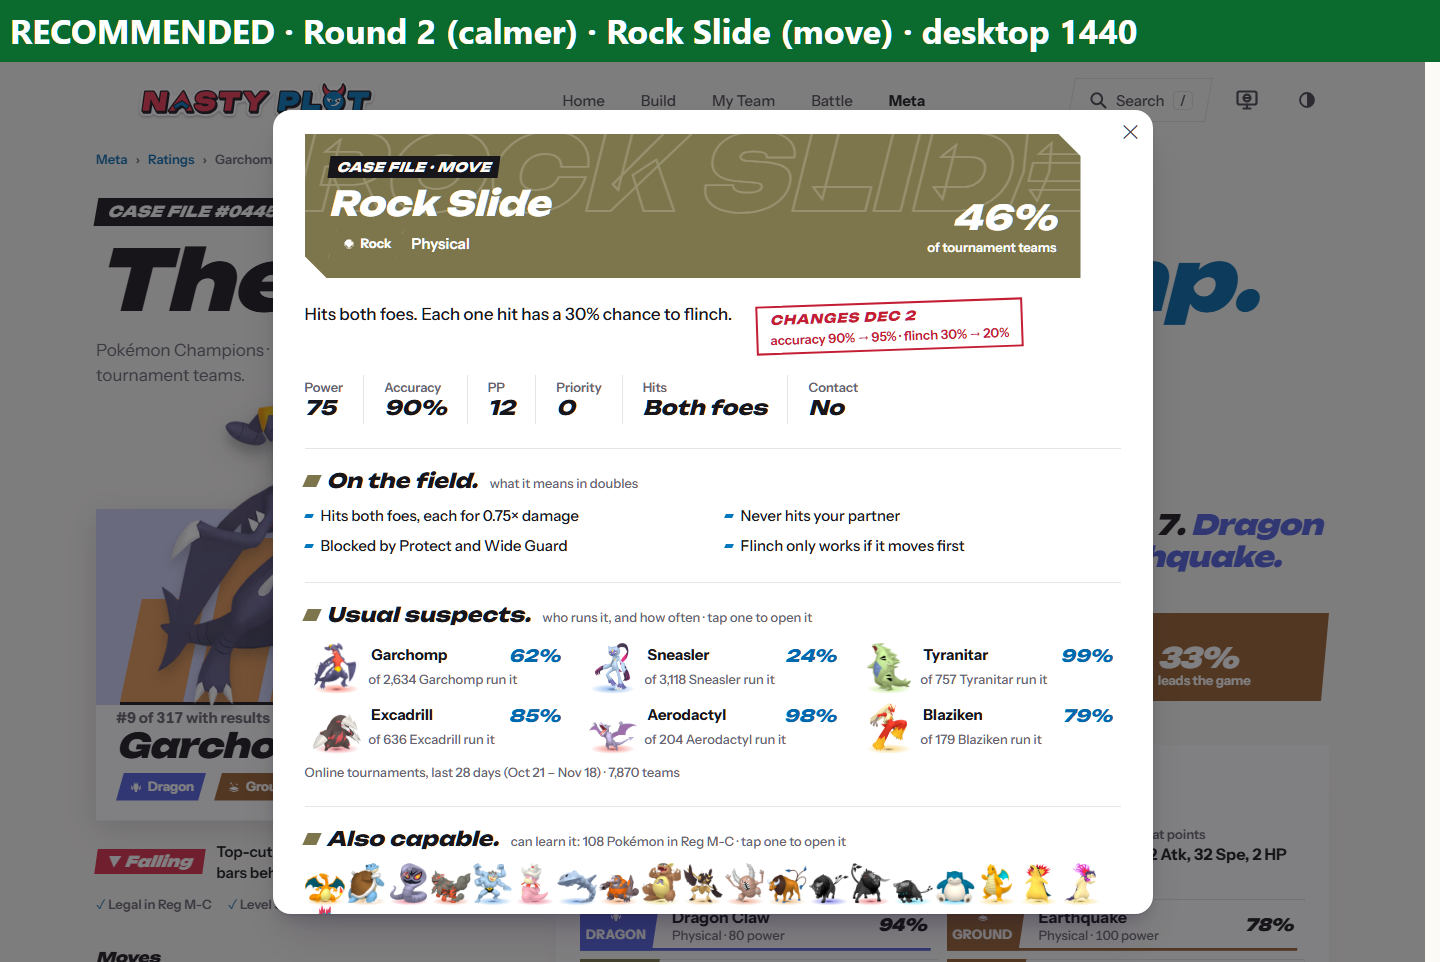 RECOMMENDED · Round 2 (calmer) · Rock Slide (move) · desktop 1440
NASTY PLOT
Home Build My Team Battle Meta
Search /
Meta › Ratings › Garchom
CASE FILE #0445
The
p.
Pokémon Champions ·
tournament teams.
7. Dragon
hquake.
33%
leads the game
#9 of 317 with results
Garcho
Dragon Grou
▼ Falling
Top-cut
bars beh
✓ Legal in Reg M-C ✓ Level
Moves
at points
2 Atk, 32 Spe, 2 HP
CASE FILE · MOVE
ROCK SLIDE
Rock Slide
Rock Physical
46%
of tournament teams
Hits both foes. Each one hit has a 30% chance to flinch.
CHANGES DEC 2
accuracy 90% → 95% · flinch 30% → 20%
Power Accuracy PP Priority Hits Contact
75 90% 12 0 Both foes No
On the field. what it means in doubles
Hits both foes, each for 0.75× damage
Never hits your partner
Blocked by Protect and Wide Guard
Flinch only works if it moves first
Usual suspects. who runs it, and how often · tap one to open it
Garchomp 62%
of 2,634 Garchomp run it
Sneasler 24%
of 3,118 Sneasler run it
Tyranitar 99%
of 757 Tyranitar run it
Excadrill 85%
of 636 Excadrill run it
Aerodactyl 98%
of 204 Aerodactyl run it
Blaziken 79%
of 179 Blaziken run it
Online tournaments, last 28 days (Oct 21 – Nov 18) · 7,870 teams
Also capable. can learn it: 108 Pokémon in Reg M-C · tap one to open it
DRAGON
Dragon Claw
Physical · 80 power
94%
GROUND
Earthquake
Physical · 100 power
78%